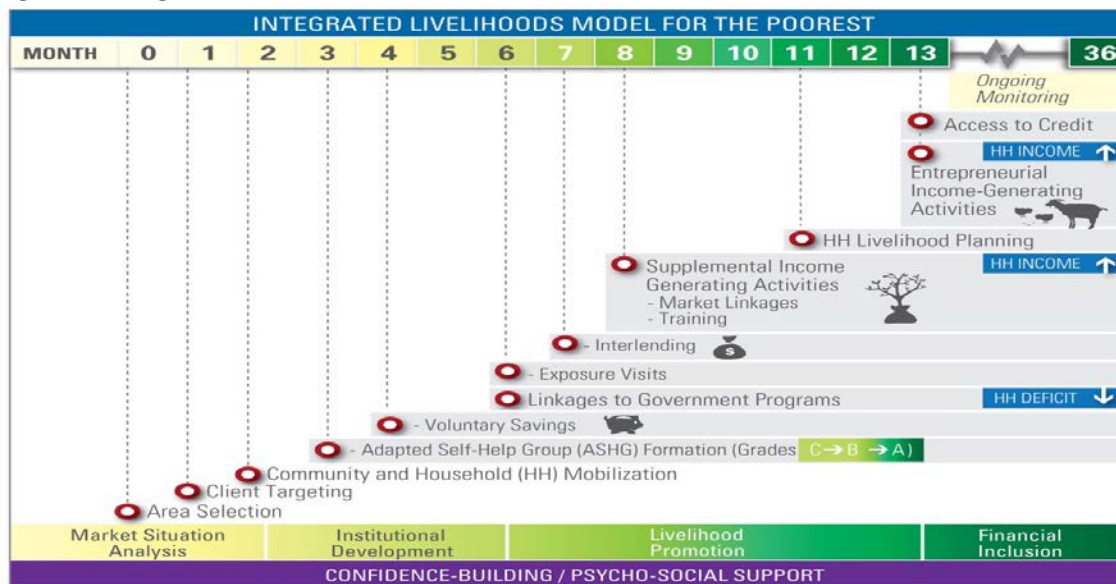 INTEGRATED LIVELIHOODS MODEL FOR THE POOREST
MONTH 0 1 2 3 4 5 6 7 8 9 10 11 12 13 36
Ongoing
Monitoring
Access to Credit
HH INCOME ↑
Entrepreneurial
Income-Generating
Activities
HH Livelihood Planning
HH INCOME ↑
Supplemental Income
Generating Activities
- Market Linkages
- Training
- Interlending $
- Exposure Visits
Linkages to Government Programs HH DEFICIT ↓
- Voluntary Savings
- Adapted Self-Help Group (ASHG) Formation (Grades C→B→A)
Community and Household (HH) Mobilization
Client Targeting
Area Selection
Market Situation
Analysis
Institutional
Development
Livelihood
Promotion
Financial
Inclusion
CONFIDENCE-BUILDING / PSYCHO-SOCIAL SUPPORT